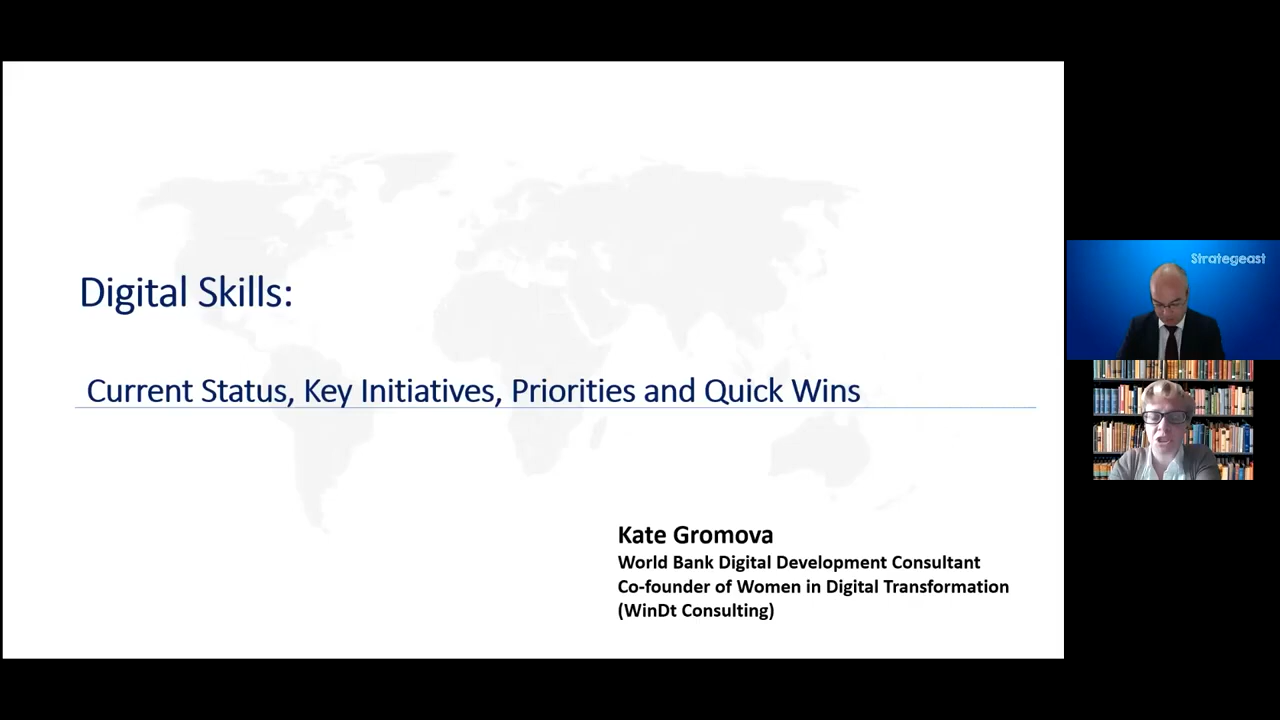 Digital Skills:
Current Status, Key Initiatives, Priorities and Quick Wins
Kate Gromova
World Bank Digital Development Consultant
Co-founder of Women in Digital Transformation
(WinDt Consulting)
Strategeast